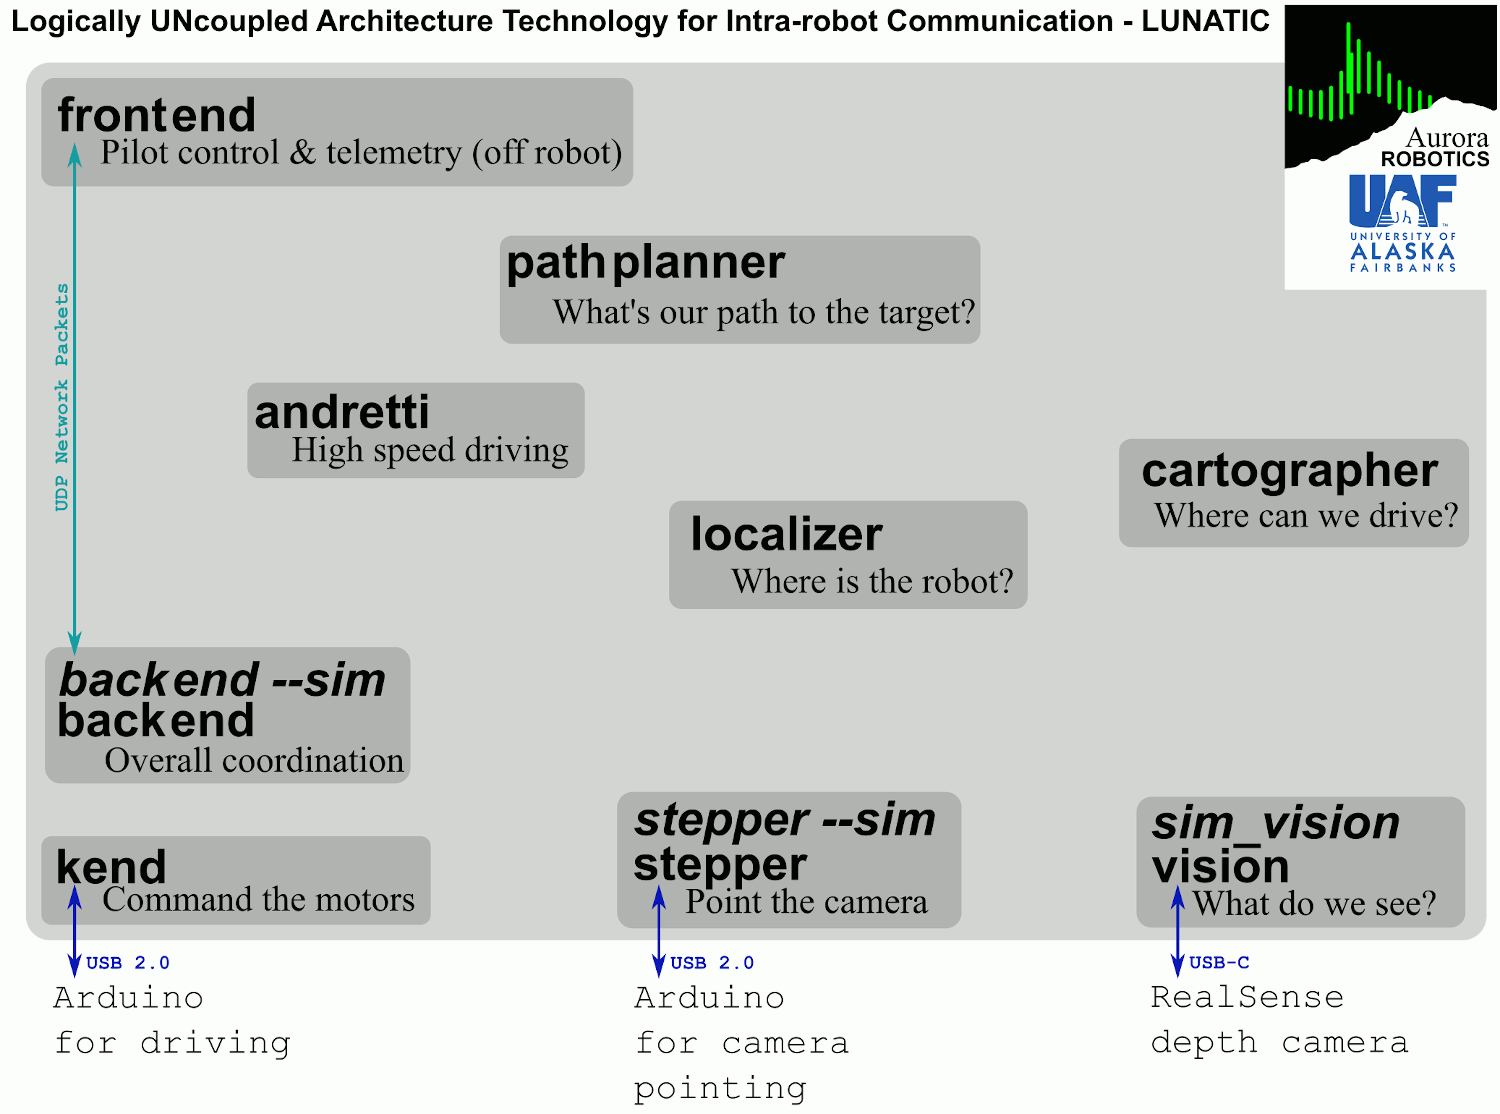 Logically UNcoupled Architecture Technology for Intra-robot Communication - LUNATIC
Aurora
ROBOTICS
UAF
UNIVERSITY OF
ALASKA
FAIRBANKS
frontend
Pilot control & telemetry (off robot)
UDP Network Packets
pathplanner
What's our path to the target?
andretti
High speed driving
cartographer
Where can we drive?
localizer
Where is the robot?
backend --sim
backend
Overall coordination
kend
Command the motors
stepper --sim
stepper
Point the camera
sim_vision
vision
What do we see?
USB 2.0
Arduino
for driving
USB 2.0
Arduino
for camera
pointing
USB-C
RealSense
depth camera